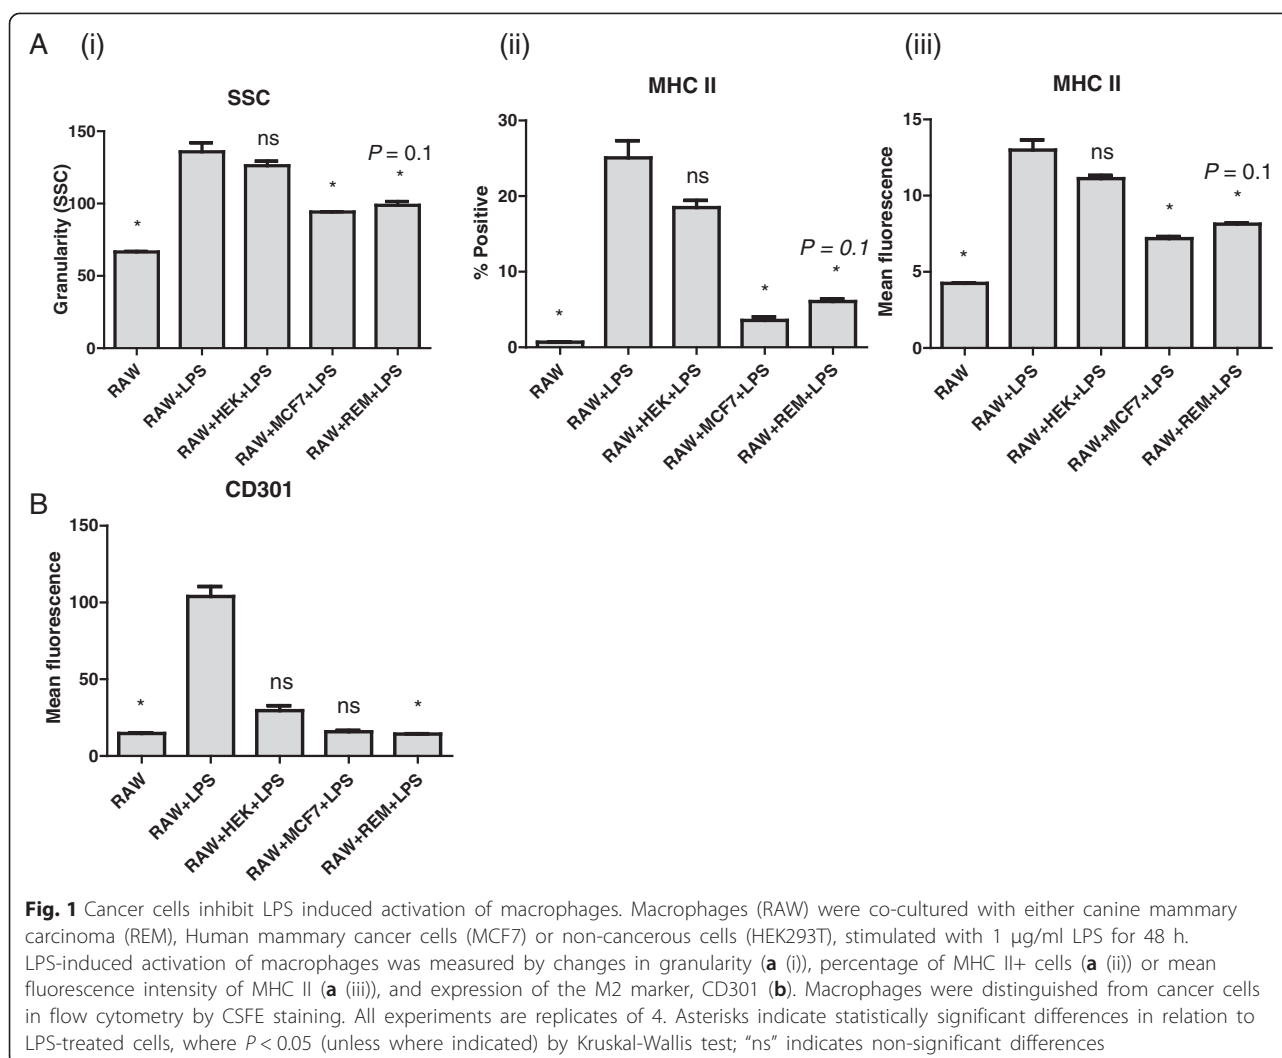 A (i)
SSC
Granularity (SSC)
150
100
50
0
*
ns
*
P = 0.1
*
RAW
RAW+LPS
RAW+HEK+LPS
RAW+MCF7+LPS
RAW+REM+LPS
(ii)
MHC II
% Positive
30
20
10
0
*
ns
*
P = 0.1
*
RAW
RAW+LPS
RAW+HEK+LPS
RAW+MCF7+LPS
RAW+REM+LPS
(iii)
MHC II
Mean fluorescence
15
10
5
0
*
ns
*
P = 0.1
*
RAW
RAW+LPS
RAW+HEK+LPS
RAW+MCF7+LPS
RAW+REM+LPS
B
CD301
Mean fluorescence
150
100
50
0
*
ns
ns
*
RAW
RAW+LPS
RAW+HEK+LPS
RAW+MCF7+LPS
RAW+REM+LPS
Fig. 1 Cancer cells inhibit LPS induced activation of macrophages. Macrophages (RAW) were co-cultured with either canine mammary
carcinoma (REM), Human mammary cancer cells (MCF7) or non-cancerous cells (HEK293T), stimulated with 1 μg/ml LPS for 48 h.
LPS-induced activation of macrophages was measured by changes in granularity (a (i)), percentage of MHC II+ cells (a (ii)) or mean
fluorescence intensity of MHC II (a (iii)), and expression of the M2 marker, CD301 (b). Macrophages were distinguished from cancer cells
in flow cytometry by CSFE staining. All experiments are replicates of 4. Asterisks indicate statistically significant differences in relation to
LPS-treated cells, where P < 0.05 (unless where indicated) by Kruskal-Wallis test; “ns” indicates non-significant differences